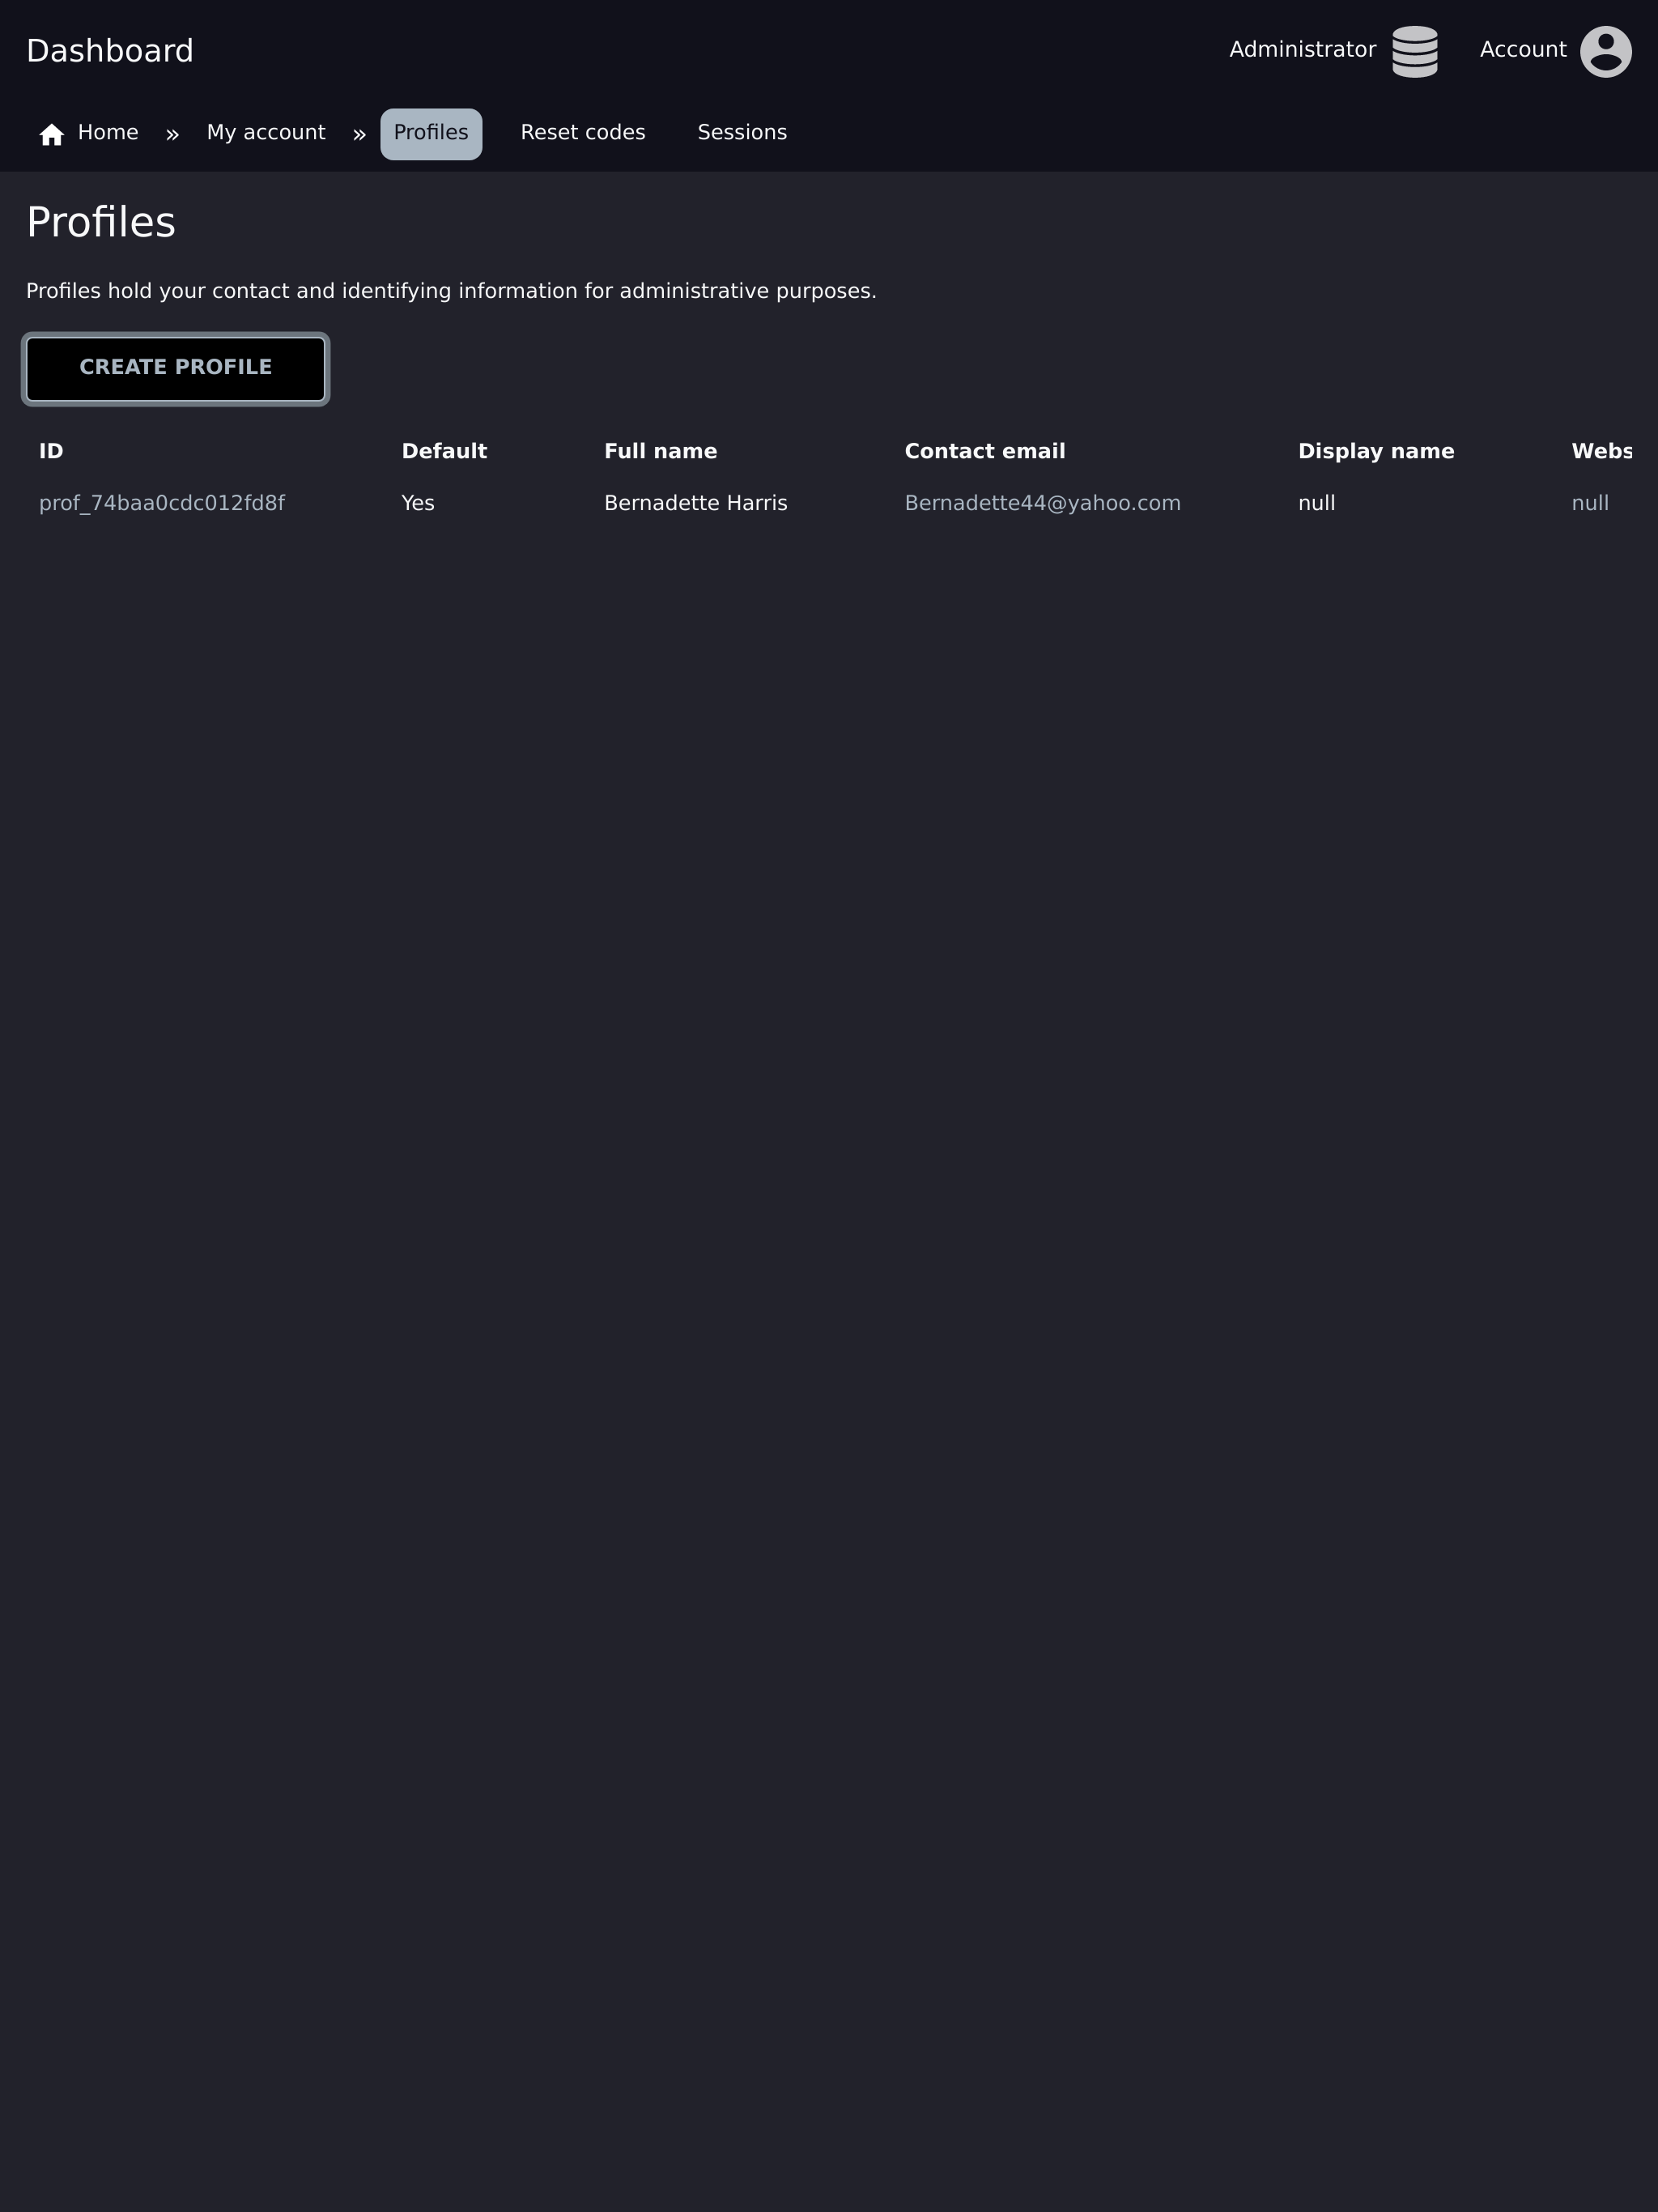 Dashboard
Administrator
Account
Home » My account » Profiles Reset codes Sessions
Profiles
Profiles hold your contact and identifying information for administrative purposes.
CREATE PROFILE
ID Default Full name Contact email Display name Webs
prof_74baa0cdc012fd8f Yes Bernadette Harris Bernadette44@yahoo.com null null